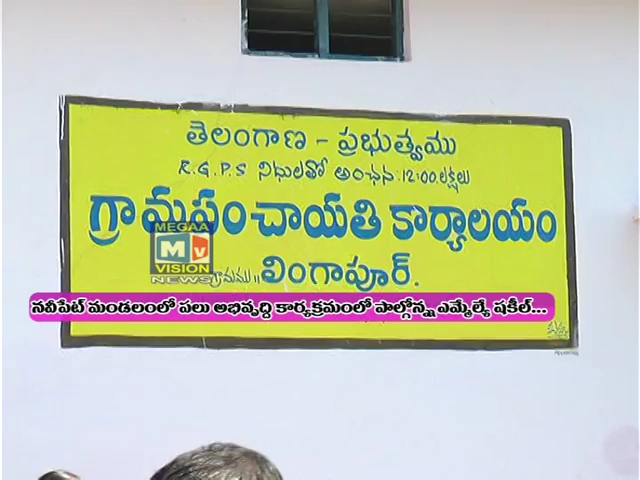 తెలంగాణ - ప్రభుత్వము
R.G.P.S నిధులతో అంచన 12:00 లక్షలు
గ్రామపంచాయతి కార్యాలయం
MEGAA
MV
VISION
NEWS
గ్రామము" లింగాపూర్.
నవీపేట్ మండలంలో పలు అభివృద్ది కార్యక్రమంలో పాల్గోన్న ఎమ్మెల్యే షకీల్...